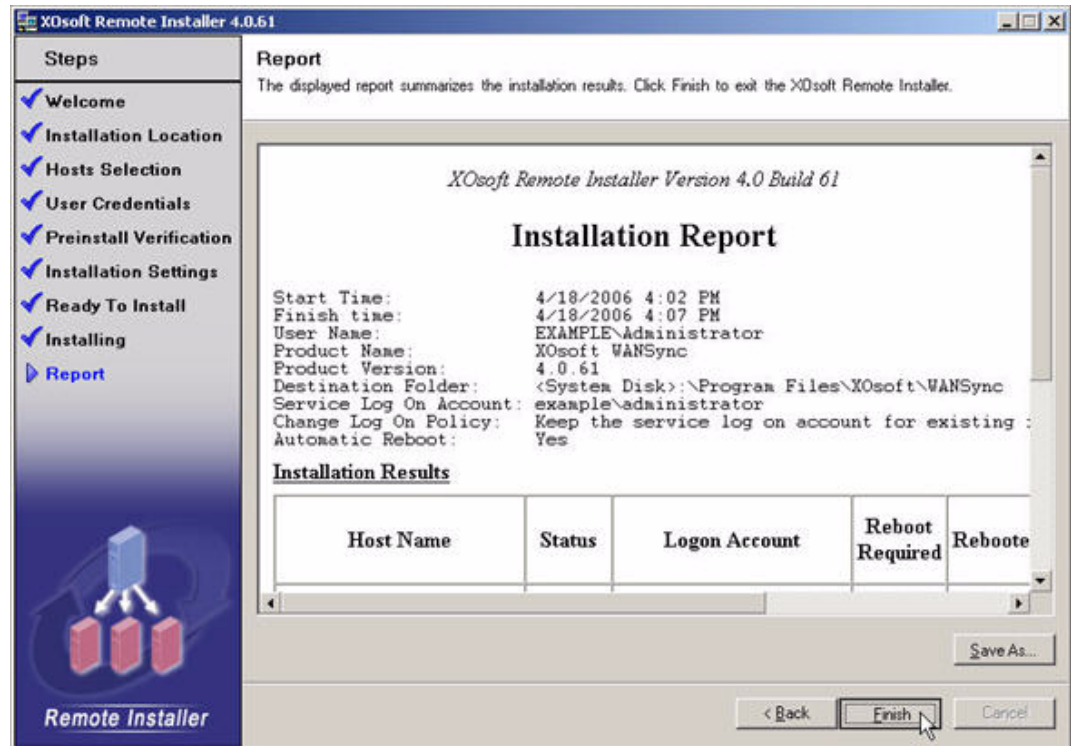 XOsoft Remote Installer 4.0.61
Steps
Welcome
Installation Location
Hosts Selection
User Credentials
Preinstall Verification
Installation Settings
Ready To Install
Installing
Report
Remote Installer
Report
The displayed report summarizes the installation results. Click Finish to exit the XOsoft Remote Installer.
XOsoft Remote Installer Version 4.0 Build 61
Installation Report
Start Time: 4/18/2006 4:02 PM
Finish time: 4/18/2006 4:07 PM
User Name: EXAMPLE\Administrator
Product Name: XOsoft WANSync
Product Version: 4.0.61
Destination Folder: <System Disk>:\Program Files\XOsoft\WANSync
Service Log On Account: example\administrator
Change Log On Policy: Keep the service log on account for existing
Automatic Reboot: Yes
Installation Results
Host Name Status Logon Account Reboot Required Reboote
Save As...
< Back Finish Cancel